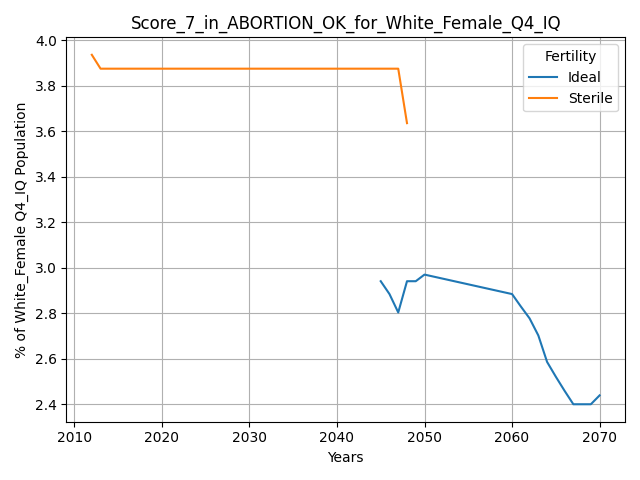 Score_7_in_ABORTION_OK_for_White_Female_Q4_IQ
Fertility
Ideal
Sterile
% of White_Female Q4_IQ Population
4.0
3.8
3.6
3.4
3.2
3.0
2.8
2.6
2.4
2010 2020 2030 2040 2050 2060 2070
Years